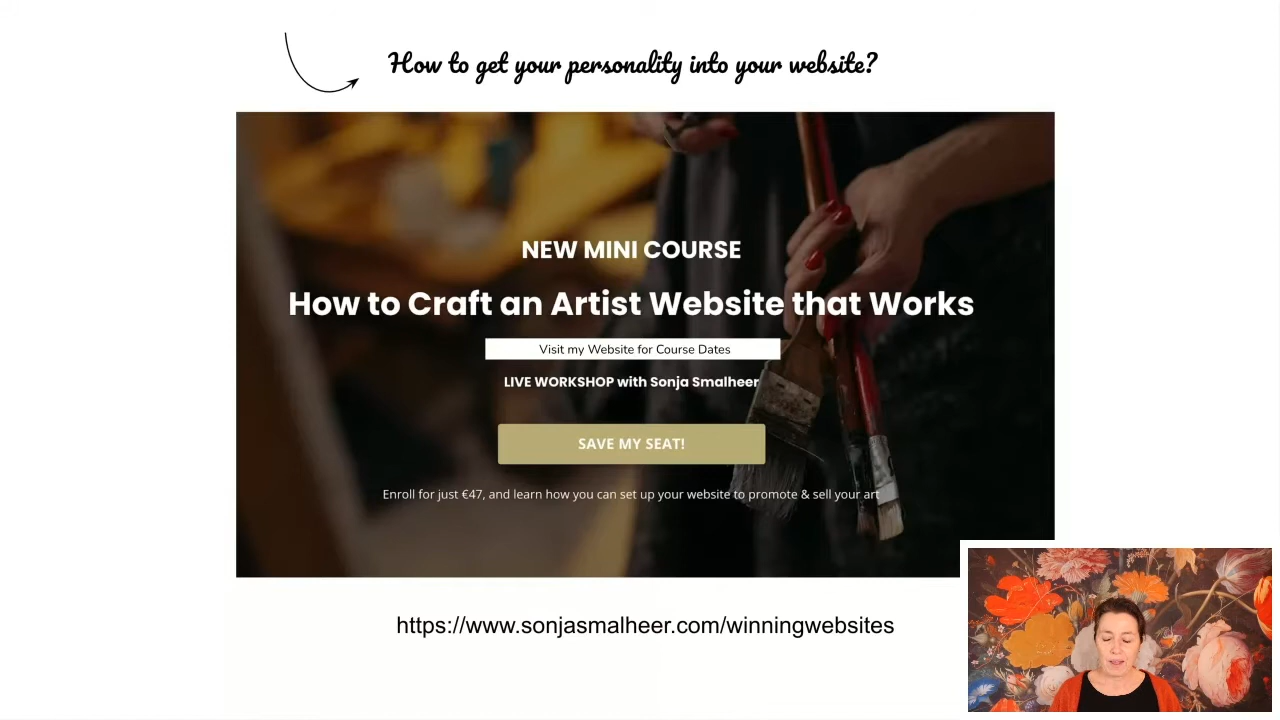 How to get your personality into your website?
NEW MINI COURSE
How to Craft an Artist Website that Works
Visit my Website for Course Dates
LIVE WORKSHOP with Sonja Smalheer
SAVE MY SEAT!
Enroll for just €47, and learn how you can set up your website to promote & sell your art
https://www.sonjasmalheer.com/winningwebsites